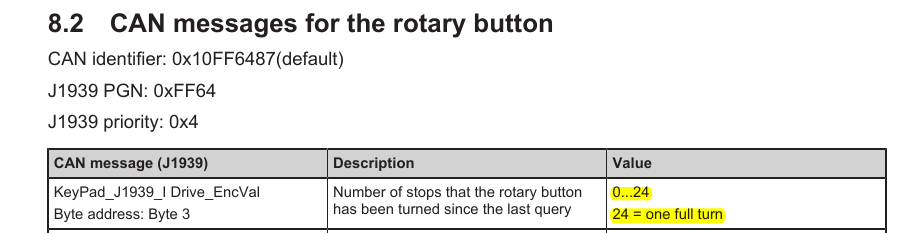 8.2 CAN messages for the rotary button
CAN identifier: 0x10FF6487(default)
J1939 PGN: 0xFF64
J1939 priority: 0x4
CAN message (J1939) Description Value
KeyPad_J1939_I Drive_EncVal
Byte address: Byte 3
Number of stops that the rotary button
has been turned since the last query
0...24
24 = one full turn